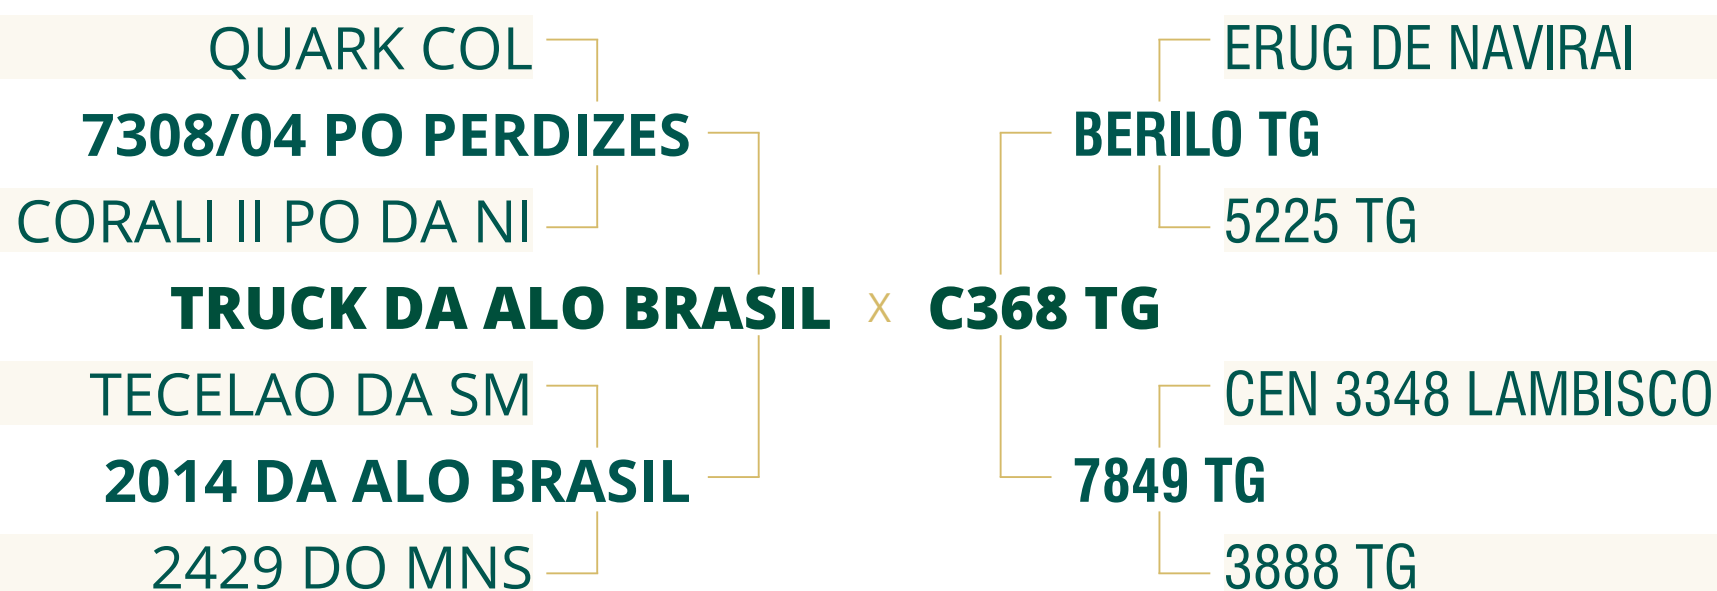 QUARK COL
ERUG DE NAVIRAI
7308/04 PO PERDIZES
BERILO TG
CORALI II PO DA NI
5225 TG
TRUCK DA ALO BRASIL X C368 TG
TECELAO DA SM
CEN 3348 LAMBISCO
2014 DA ALO BRASIL
7849 TG
2429 DO MNS
3888 TG